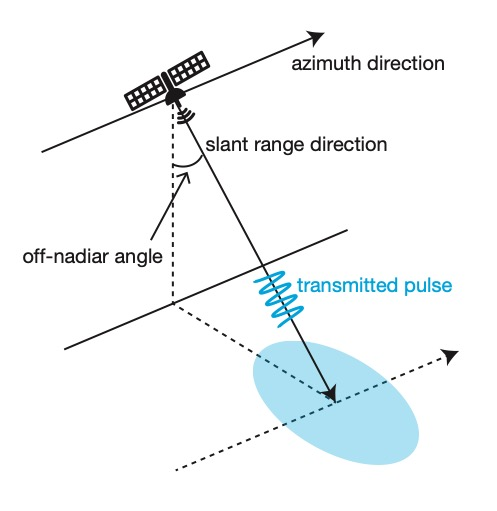 azimuth direction
slant range direction
off-nadiar angle
transmitted pulse